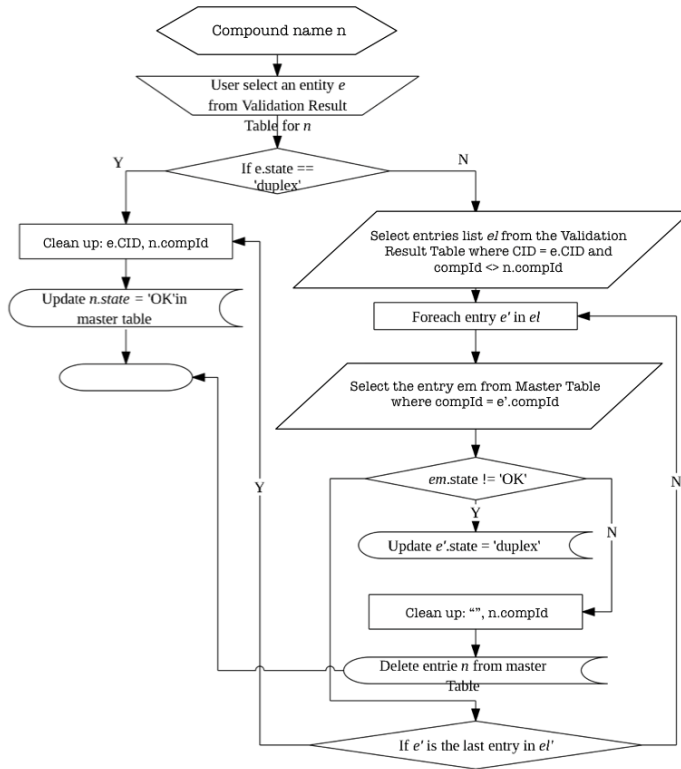 Compound name n
User select an entity e
from Validation Result
Table for n
Y
N
If e.state ==
'duplex'
Clean up: e.CID, n.compId
Select entries list el from the Validation
Result Table where CID = e.CID and
compId <> n.compId
Update n.state = 'OK'in
master table
Foreach entry e' in el
Select the entry em from Master Table
where compId = e'.compId
em.state != 'OK'
Y
N
Y
N
Update e'.state = 'duplex'
Clean up: “”, n.compId
Delete entrie n from master
Table
If e' is the last entry in el'